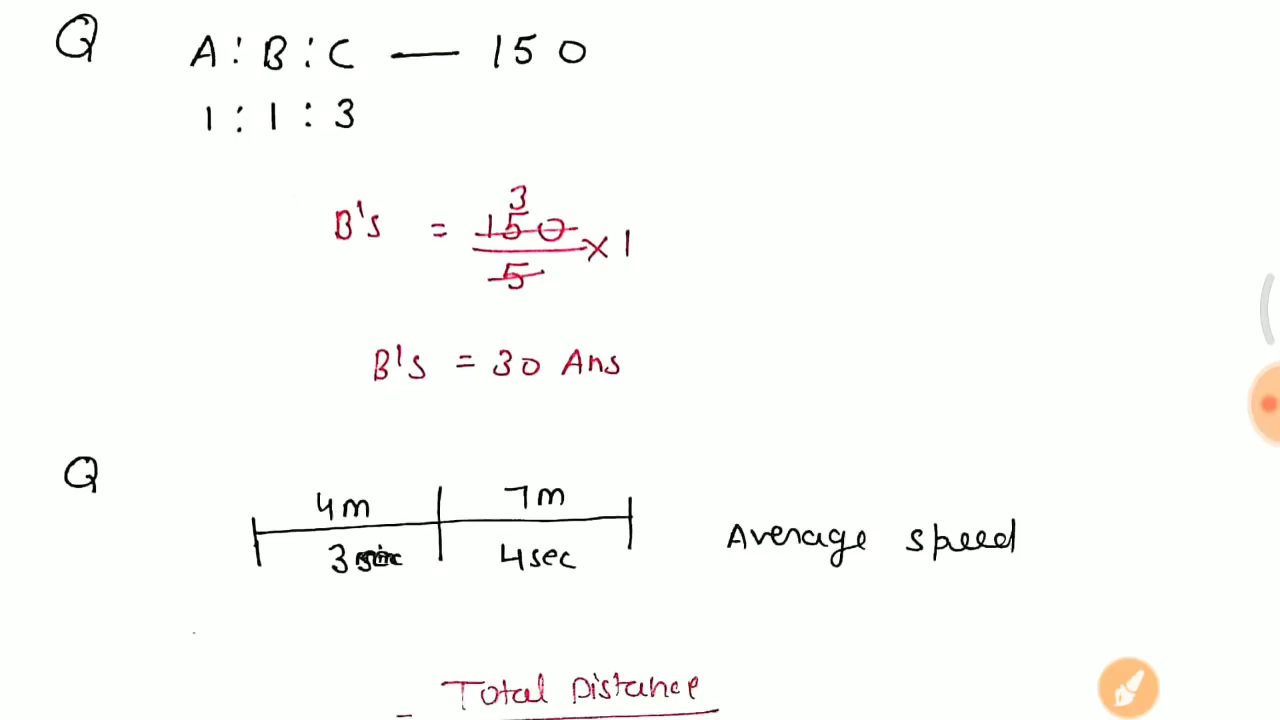 Q A : B : C — 150
1 : 1 : 3
3
B's = 150/5 × 1
B's = 30 Ans
Q
4m 7m
3 4sec Average speed
= Total Distance